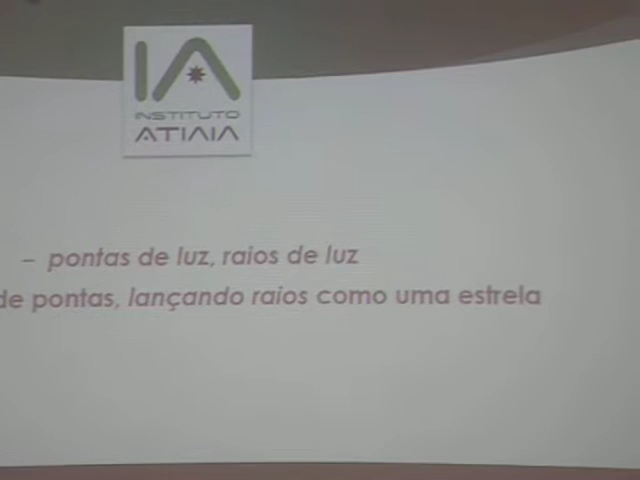 IA
INSTITUTO
ATIAIA
– pontas de luz, raios de luz
de pontas, lançando raios como uma estrela